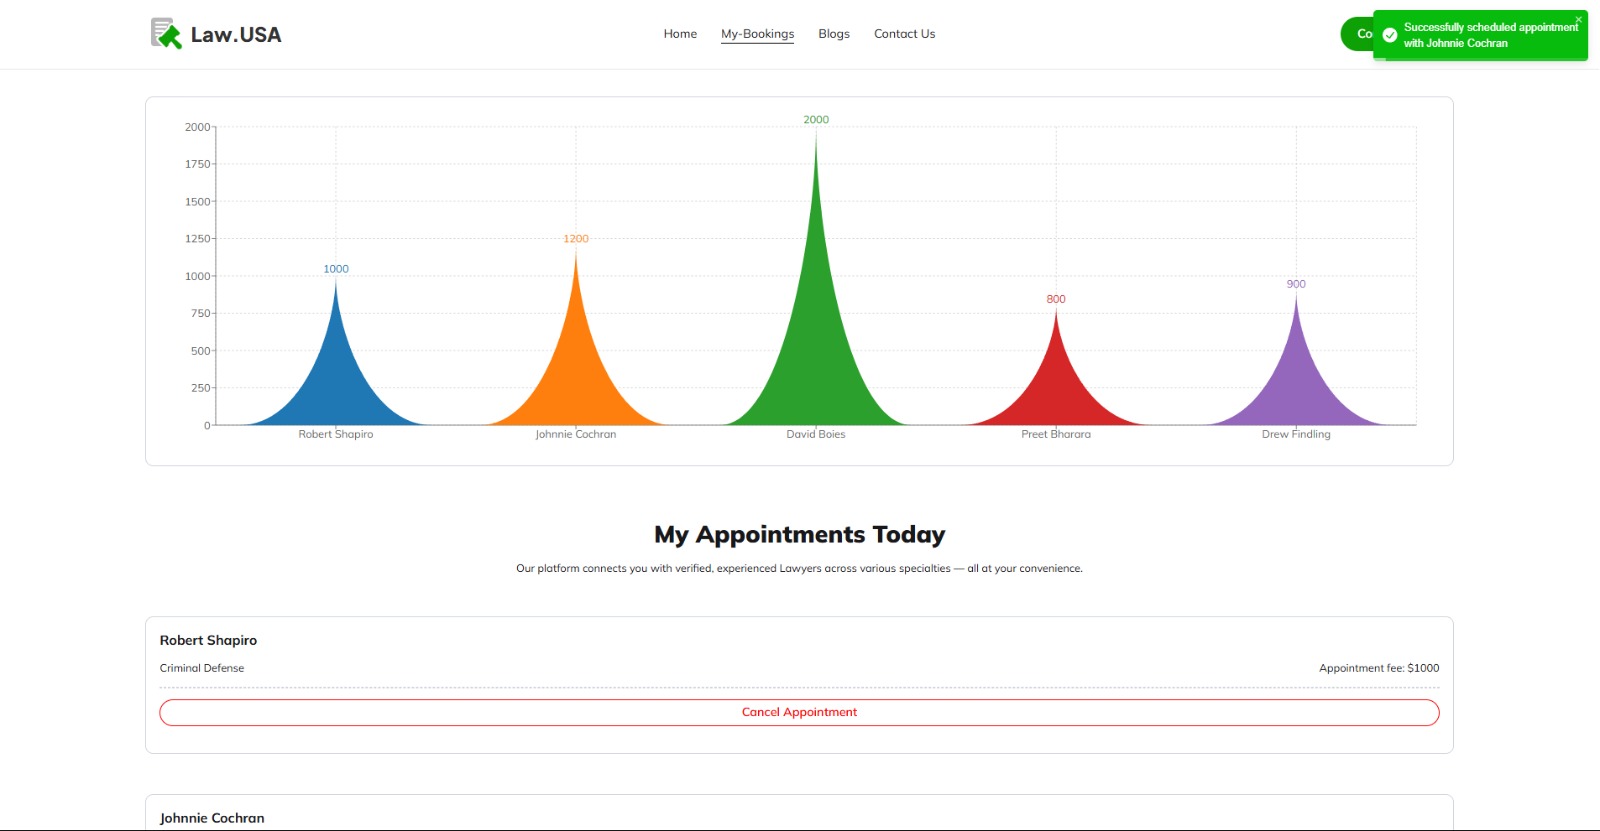 Law.USA
Home My-Bookings Blogs Contact Us
Successfully scheduled appointment
with Johnnie Cochran
2000
1750
1500
1250
1000
750
500
250
0
1000
1200
2000
800
900
Robert Shapiro Johnnie Cochran David Boies Preet Bharara Drew Findling
My Appointments Today
Our platform connects you with verified, experienced Lawyers across various specialties — all at your convenience.
Robert Shapiro
Criminal Defense Appointment fee: $1000
Cancel Appointment
Johnnie Cochran